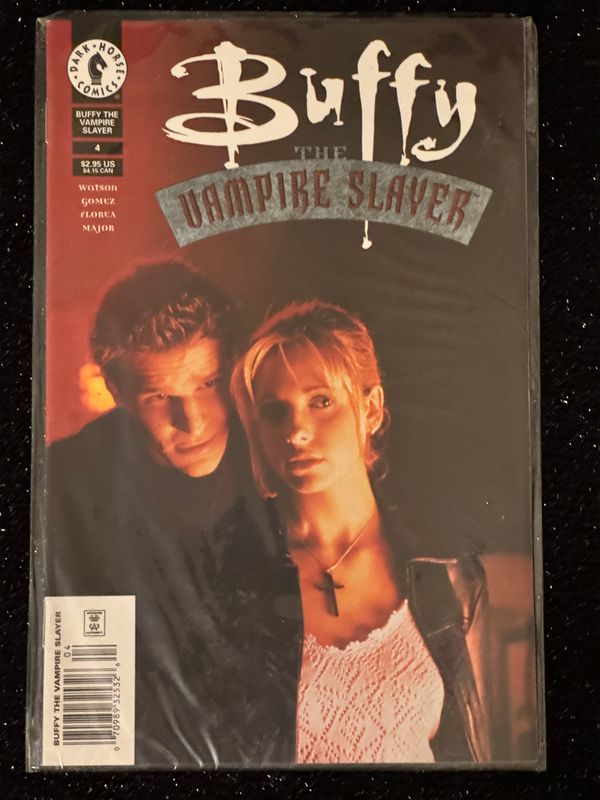 DARK HORSE
COMICS
BUFFY THE
VAMPIRE
SLAYER
4
$2.95 US
$4.15 CAN
WATSON
GOMEZ
FLOREA
MAJOR
Buffy
THE
VAMPIRE SLAYER
BUFFY THE VAMPIRE SLAYER
04
0 70989 32532 6